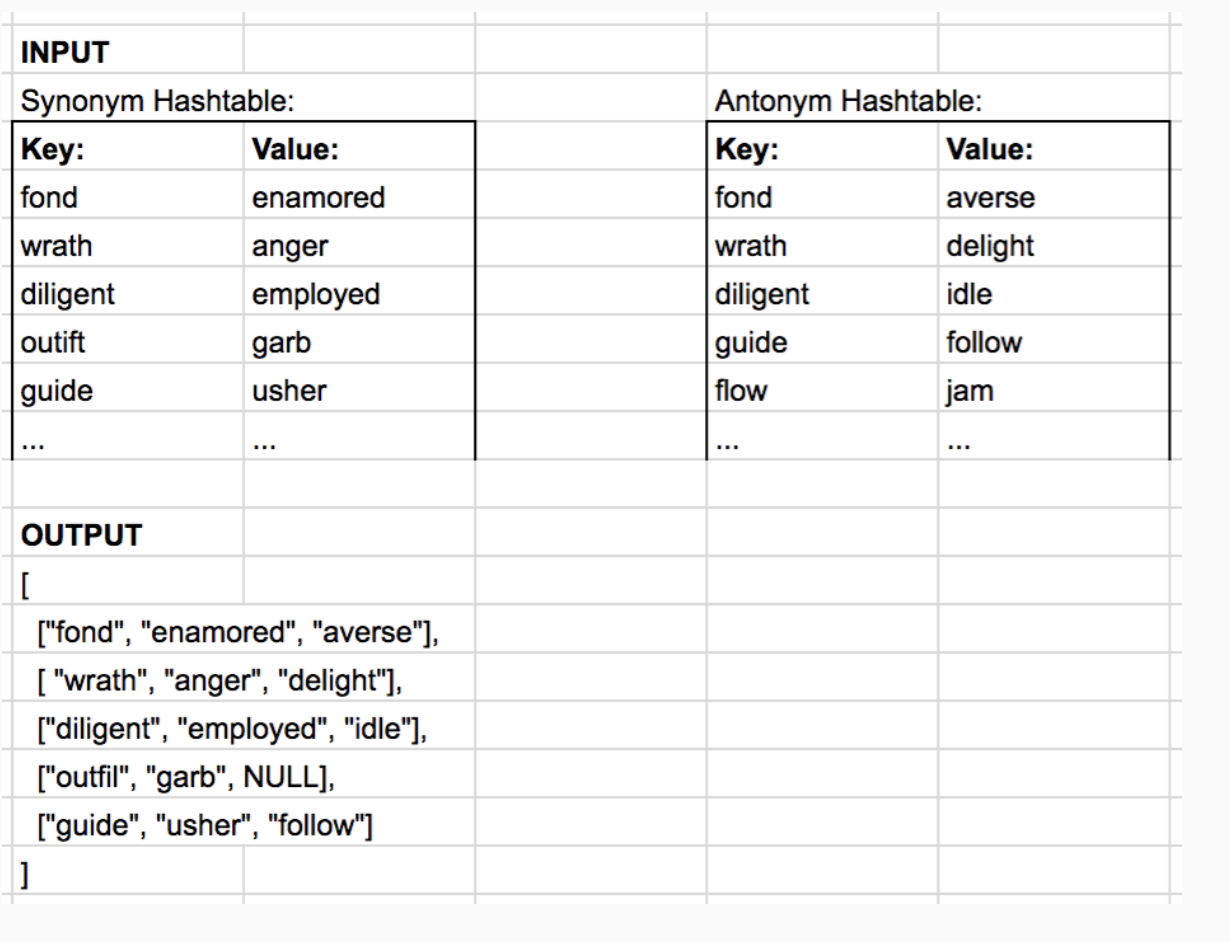 INPUT
Synonym Hashtable: Antonym Hashtable:
Key: Value: Key: Value:
fond enamored fond averse
wrath anger wrath delight
diligent employed diligent idle
outift garb guide follow
guide usher flow jam
... ... ... ...
OUTPUT
[
["fond", "enamored", "averse"],
[ "wrath", "anger", "delight"],
["diligent", "employed", "idle"],
["outfil", "garb", NULL],
["guide", "usher", "follow"]
]